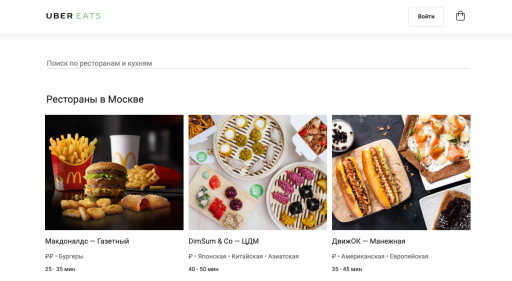 UBER EATS
Войти
Поиск по ресторанам и кухням
Рестораны в Москве
Макдоналдс — Газетный
₽₽ • Бургеры
25 - 35 мин
DimSum & Co — ЦДМ
₽ • Японская • Китайская • Азиатская
40 - 50 мин
ДвижОК — Манежная
₽ • Американская • Европейская
35 - 45 мин